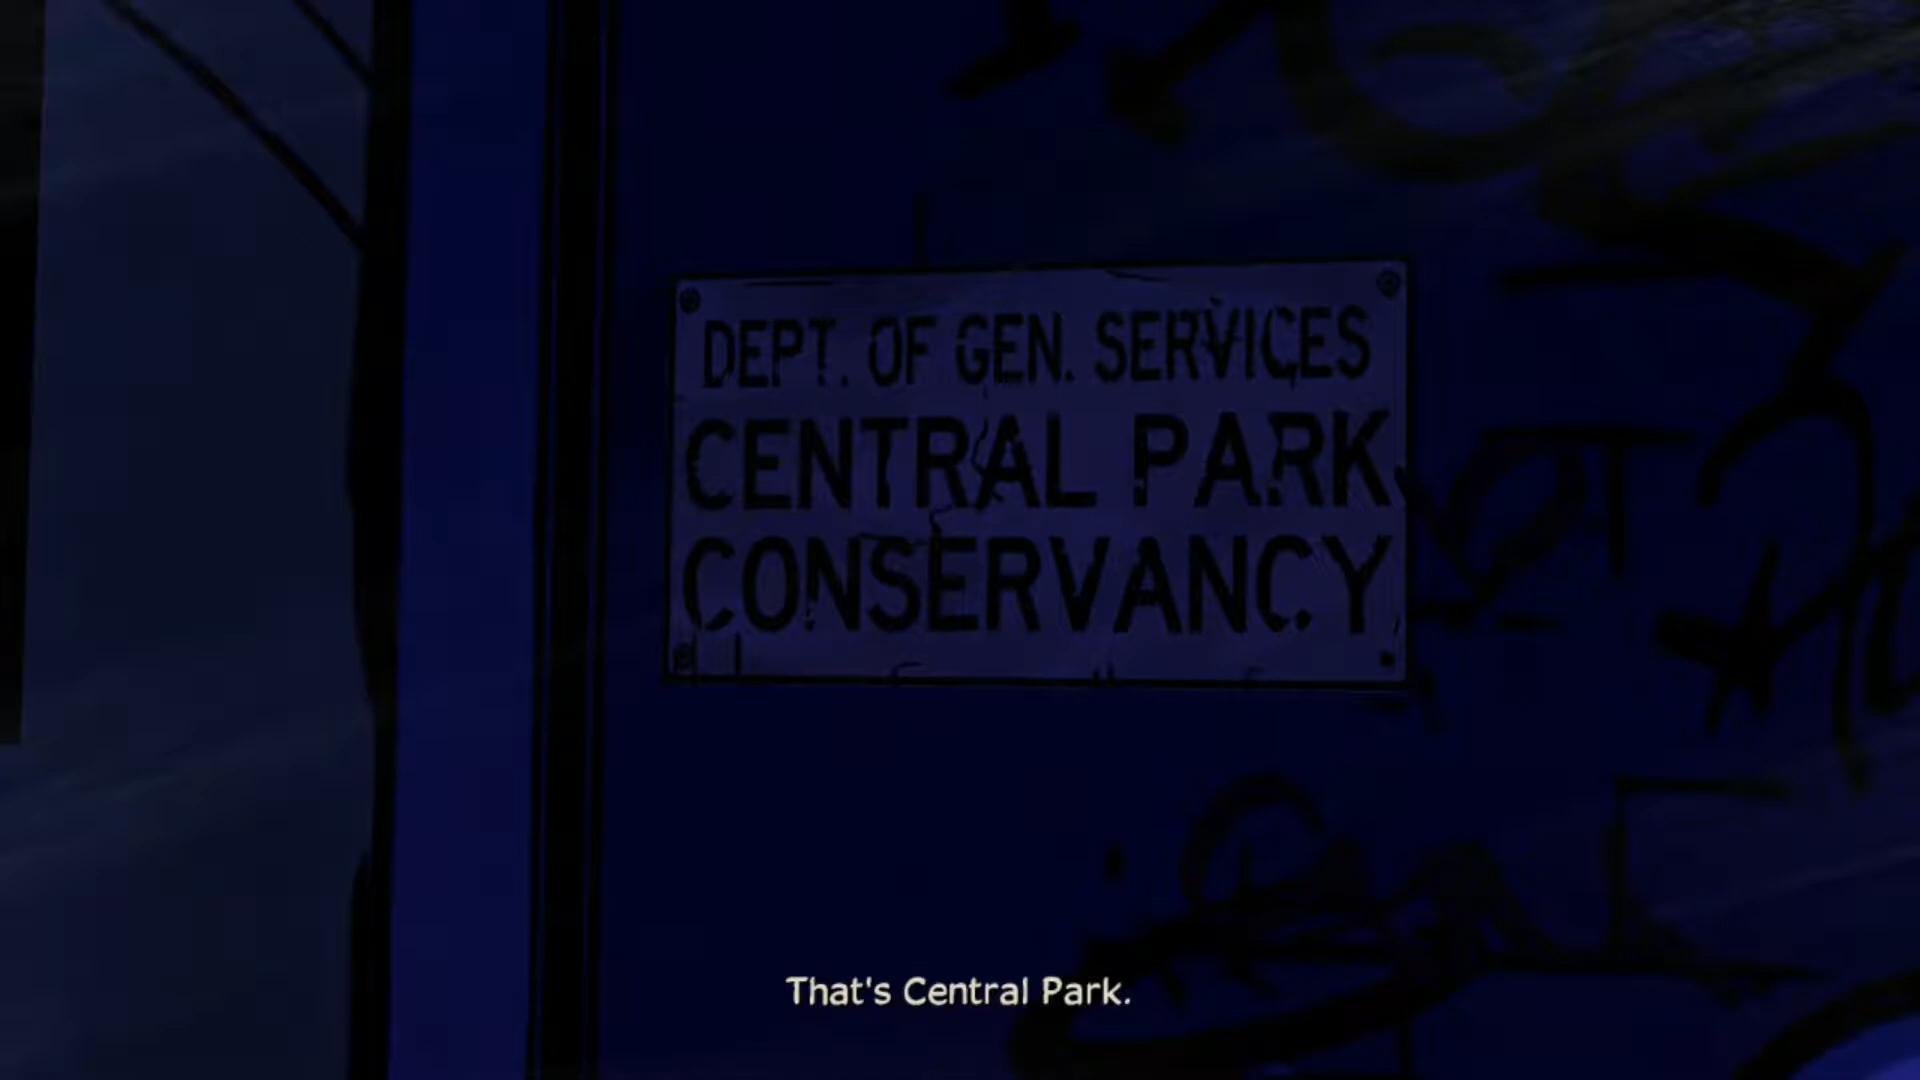 DEPT. OF GEN. SERVICES
CENTRAL PARK
CONSERVANCY
That's Central Park.